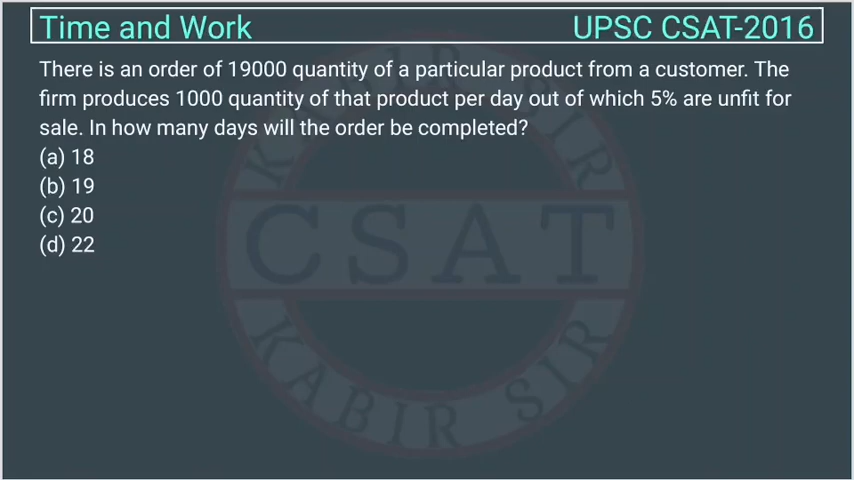 Time and Work UPSC CSAT-2016
There is an order of 19000 quantity of a particular product from a customer. The
firm produces 1000 quantity of that product per day out of which 5% are unfit for
sale. In how many days will the order be completed?
(a) 18
(b) 19
(c) 20
(d) 22
KABIR SIR
CSAT
KABIR SIR